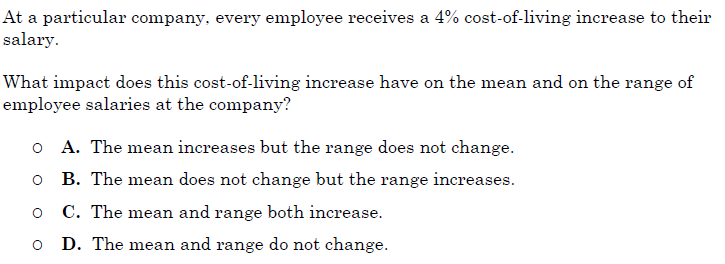 At a particular company, every employee receives a 4% cost-of-living increase to their
salary.
What impact does this cost-of-living increase have on the mean and on the range of
employee salaries at the company?
A. The mean increases but the range does not change.
B. The mean does not change but the range increases.
C. The mean and range both increase.
D. The mean and range do not change.